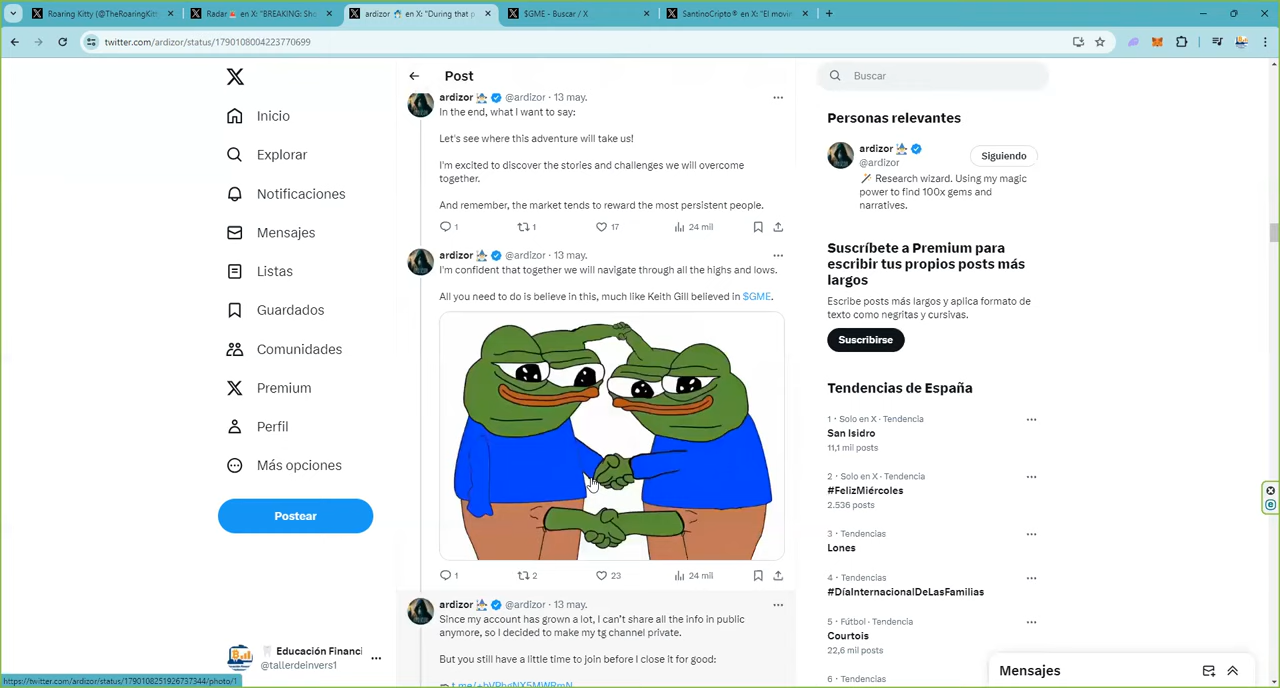 Roaring Kitty (@TheRoaringKitt
Radar en X: "BREAKING: She
ardizor en X: "During that p
$GME - Buscar / X
SantinoCripto® en X: "El movin
twitter.com/ardizor/status/1790108004223770699
Inicio
Explorar
Notificaciones
Mensajes
Listas
Guardados
Comunidades
Premium
Perfil
Más opciones
Postear
Educación Financi
@tallerdeinvers1
https://twitter.com/ardizor/status/1790108251926737344/photo/1
Post
ardizor @ardizor · 13 may.
In the end, what I want to say:
Let's see where this adventure will take us!
I'm excited to discover the stories and challenges we will overcome
together.
And remember, the market tends to reward the most persistent people.
1 1 17 24 mil
ardizor @ardizor · 13 may.
I'm confident that together we will navigate through all the highs and lows.
All you need to do is believe in this, much like Keith Gill believed in $GME.
1 2 23 24 mil
ardizor @ardizor · 13 may.
Since my account has grown a lot, I can't share all the info in public
anymore, so I decided to make my tg channel private.
But you still have a little time to join before I close it for good:
Buscar
Personas relevantes
ardizor
@ardizor
Siguiendo
Research wizard. Using my magic
power to find 100x gems and
narratives.
Suscríbete a Premium para
escribir tus propios posts más
largos
Escribe posts más largos y aplica formato de
texto como negritas y cursivas.
Suscribirse
Tendencias de España
1 · Solo en X · Tendencia
San Isidro
11,1 mil posts
2 · Solo en X · Tendencia
#FelizMiércoles
2.536 posts
3 · Tendencias
Lones
4 · Tendencias
#DíaInternacionalDeLasFamilias
5 · Fútbol · Tendencia
Courtois
22,6 mil posts
6 · Tendencias
Mensajes